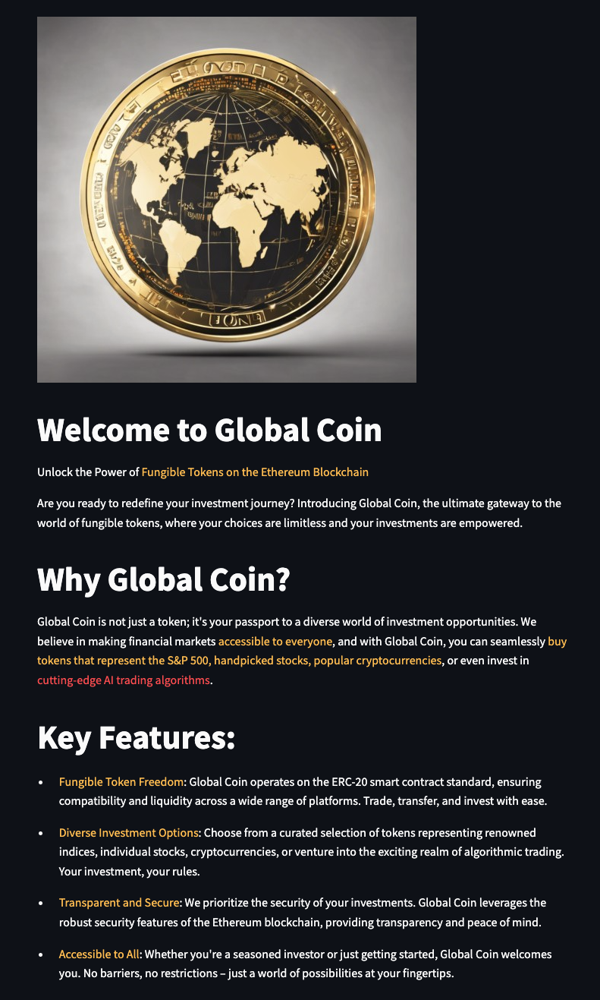 Welcome to Global Coin
Unlock the Power of Fungible Tokens on the Ethereum Blockchain
Are you ready to redefine your investment journey? Introducing Global Coin, the ultimate gateway to the
world of fungible tokens, where your choices are limitless and your investments are empowered.
Why Global Coin?
Global Coin is not just a token; it's your passport to a diverse world of investment opportunities. We
believe in making financial markets accessible to everyone, and with Global Coin, you can seamlessly buy
tokens that represent the S&P 500, handpicked stocks, popular cryptocurrencies, or even invest in
cutting-edge AI trading algorithms.
Key Features:
• Fungible Token Freedom: Global Coin operates on the ERC-20 smart contract standard, ensuring
compatibility and liquidity across a wide range of platforms. Trade, transfer, and invest with ease.
• Diverse Investment Options: Choose from a curated selection of tokens representing renowned
indices, individual stocks, cryptocurrencies, or venture into the exciting realm of algorithmic trading.
Your investment, your rules.
• Transparent and Secure: We prioritize the security of your investments. Global Coin leverages the
robust security features of the Ethereum blockchain, providing transparency and peace of mind.
• Accessible to All: Whether you're a seasoned investor or just getting started, Global Coin welcomes
you. No barriers, no restrictions – just a world of possibilities at your fingertips.